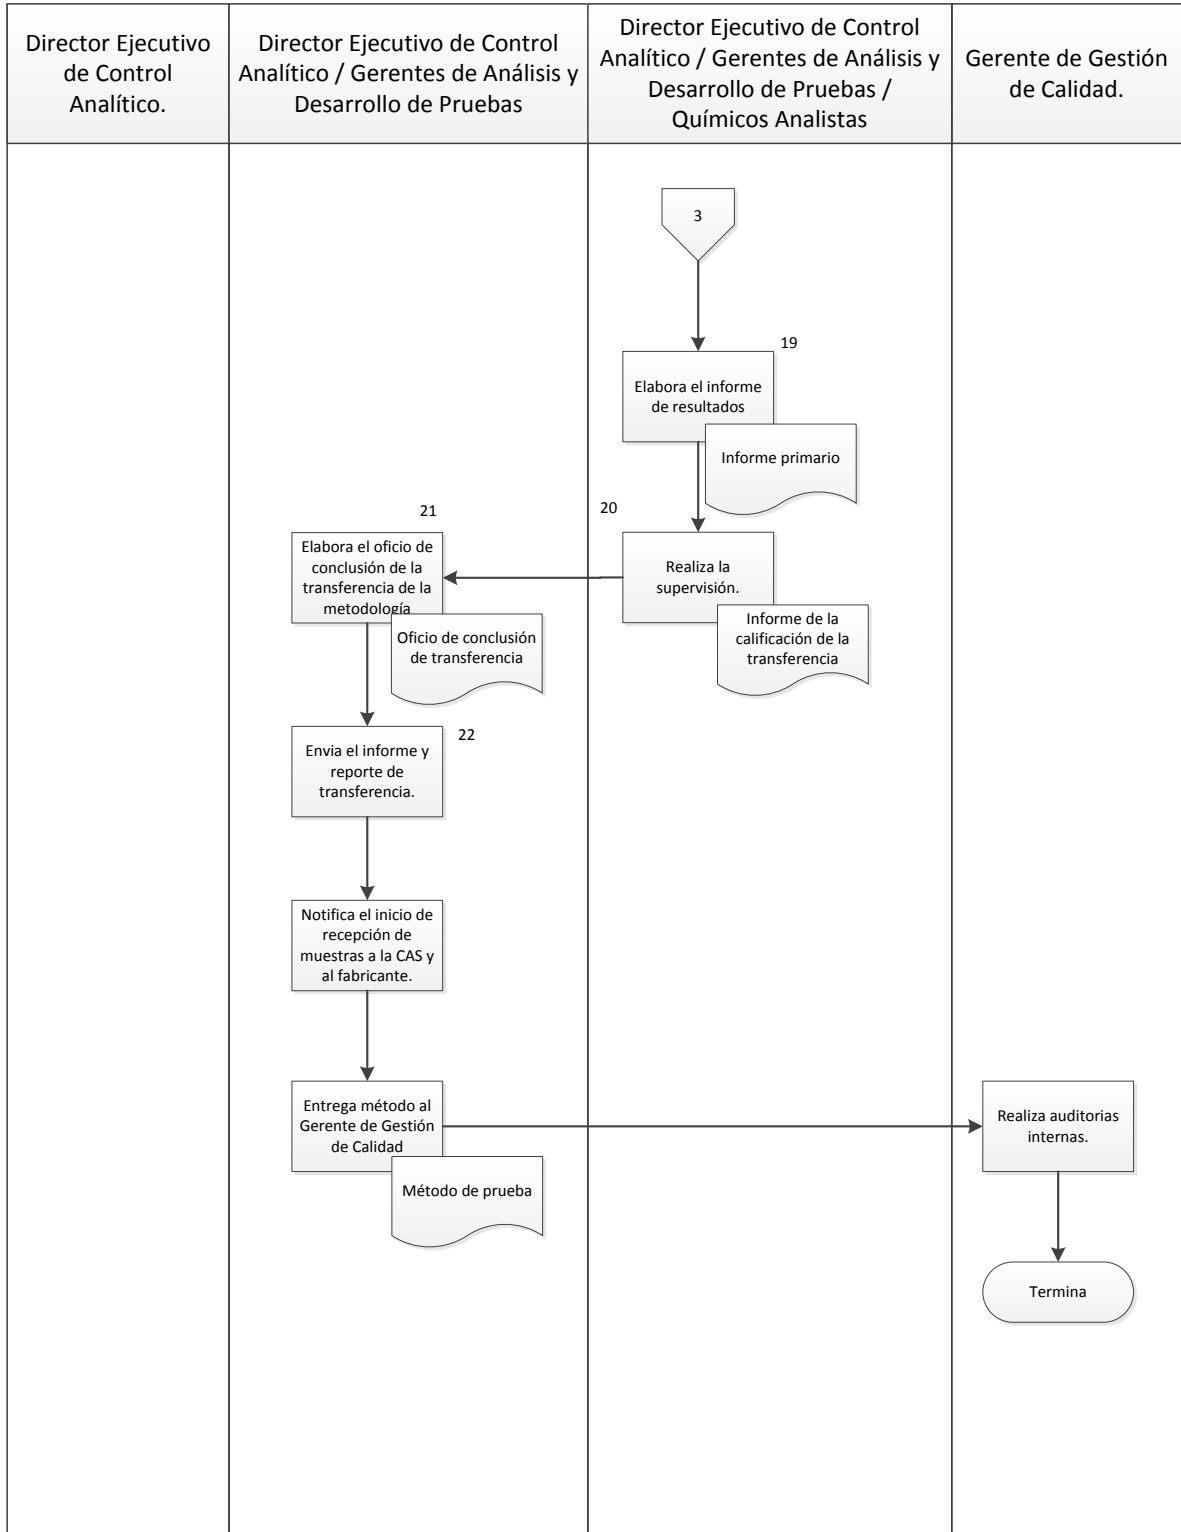 Director Ejecutivo
de Control
Analítico.
Director Ejecutivo de Control
Analítico / Gerentes de Análisis y
Desarrollo de Pruebas
Director Ejecutivo de Control
Analítico / Gerentes de Análisis y
Desarrollo de Pruebas /
Químicos Analistas
Gerente de Gestión
de Calidad.
3
19
Elabora el informe
de resultados
Informe primario
20
Realiza la
supervisión.
Informe de la
calificación de la
transferencia
21
Elabora el oficio de
conclusión de la
transferencia de la
metodología
Oficio de conclusión
de transferencia
22
Envia el informe y
reporte de
transferencia.
Notifica el inicio de
recepción de
muestras a la CAS y
al fabricante.
Entrega método al
Gerente de Gestión
de Calidad
Método de prueba
Realiza auditorias
internas.
Termina